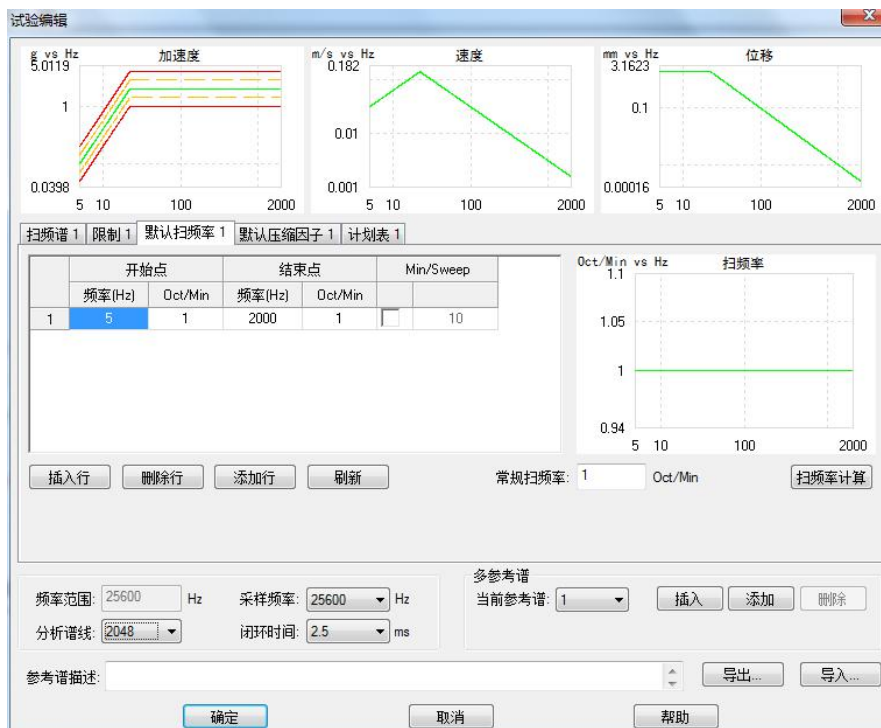 试验编辑
g vs Hz 加速度 m/s vs Hz 速度 mm vs Hz 位移
5.0119 0.182 3.1623
1 0.01 0.1
0.0398 0.001 0.00016
5 10 100 2000 5 10 100 2000 5 10 100 2000
扫频谱 1 限制 1 默认扫频率 1 默认压缩因子 1 计划表 1
开始点 结束点 Min/Sweep
频率(Hz) Oct/Min 频率(Hz) Oct/Min
1 5 1 2000 1 10
Oct/Min vs Hz 扫频率
1.1
1.05
1
0.94
5 10 100 2000
插入行 删除行 添加行 刷新 常规扫频率: 1 Oct/Min 扫频率计算
多参考谱
频率范围: 25600 Hz 采样频率: 25600 Hz 当前参考谱: 1 插入 添加 删除
分析谱线: 2048 闭环时间: 2.5 ms
参考谱描述: 导出... 导入...
确定 取消 帮助